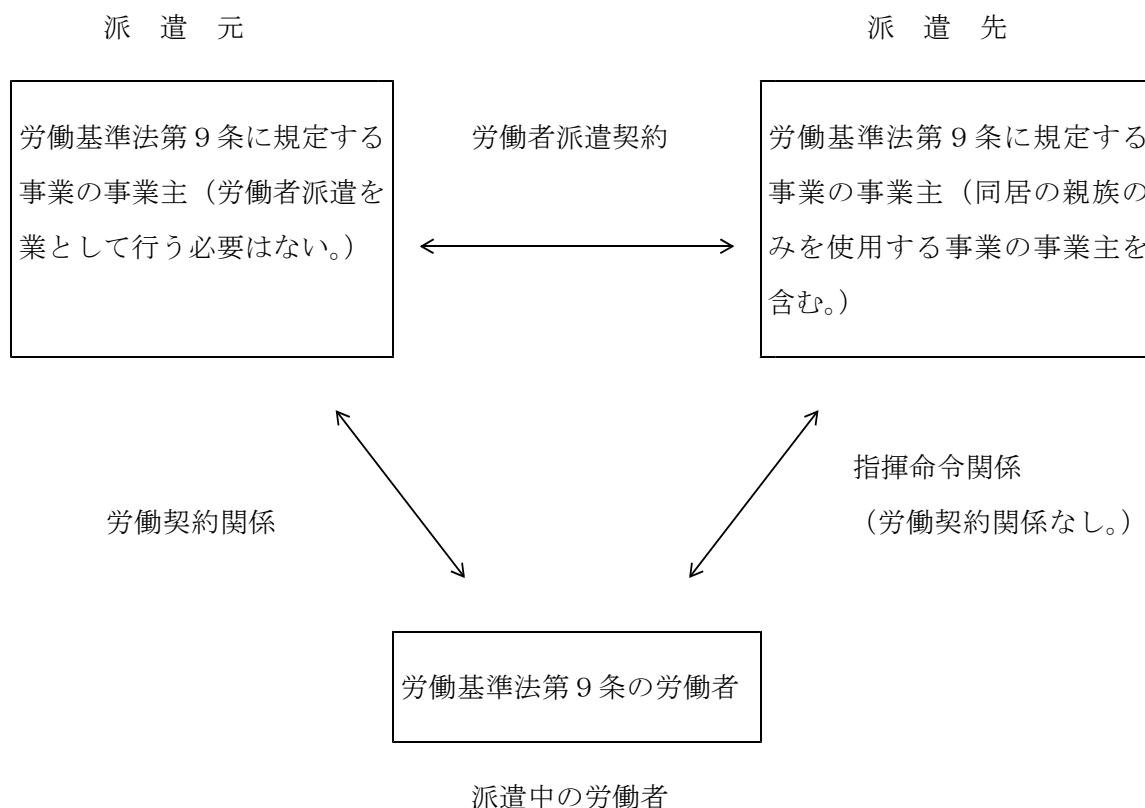 派 遣 元
派 遣 先
労働基準法第９条に規定する
事業の事業主（労働者派遣を
業として行う必要はない。）
労働者派遣契約
労働基準法第９条に規定する
事業の事業主（同居の親族の
みを使用する事業の事業主を
含む。）
労働契約関係
指揮命令関係
（労働契約関係なし。）
労働基準法第９条の労働者
派遣中の労働者